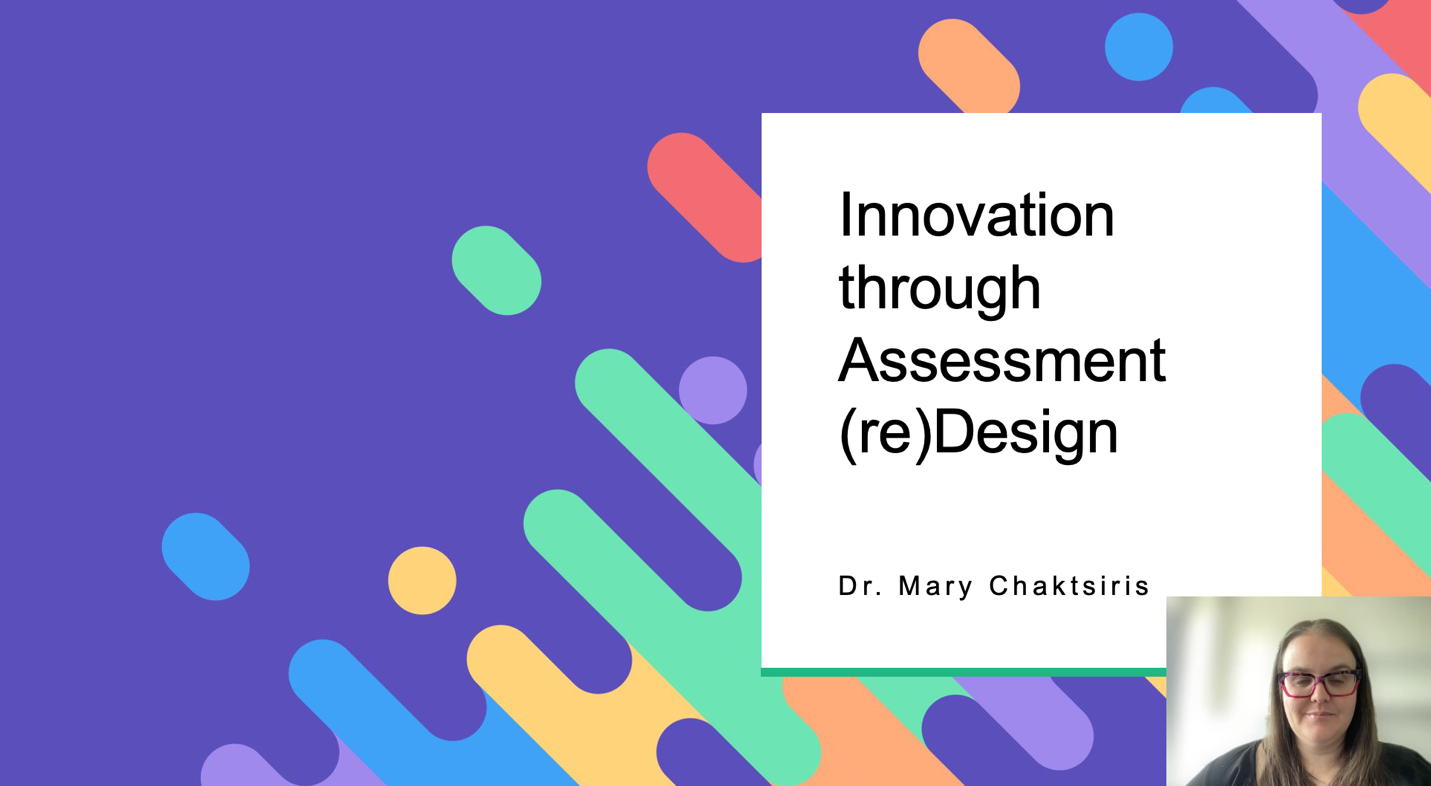 Innovation
through
Assessment
(re)Design
Dr. Mary Chaktsiris